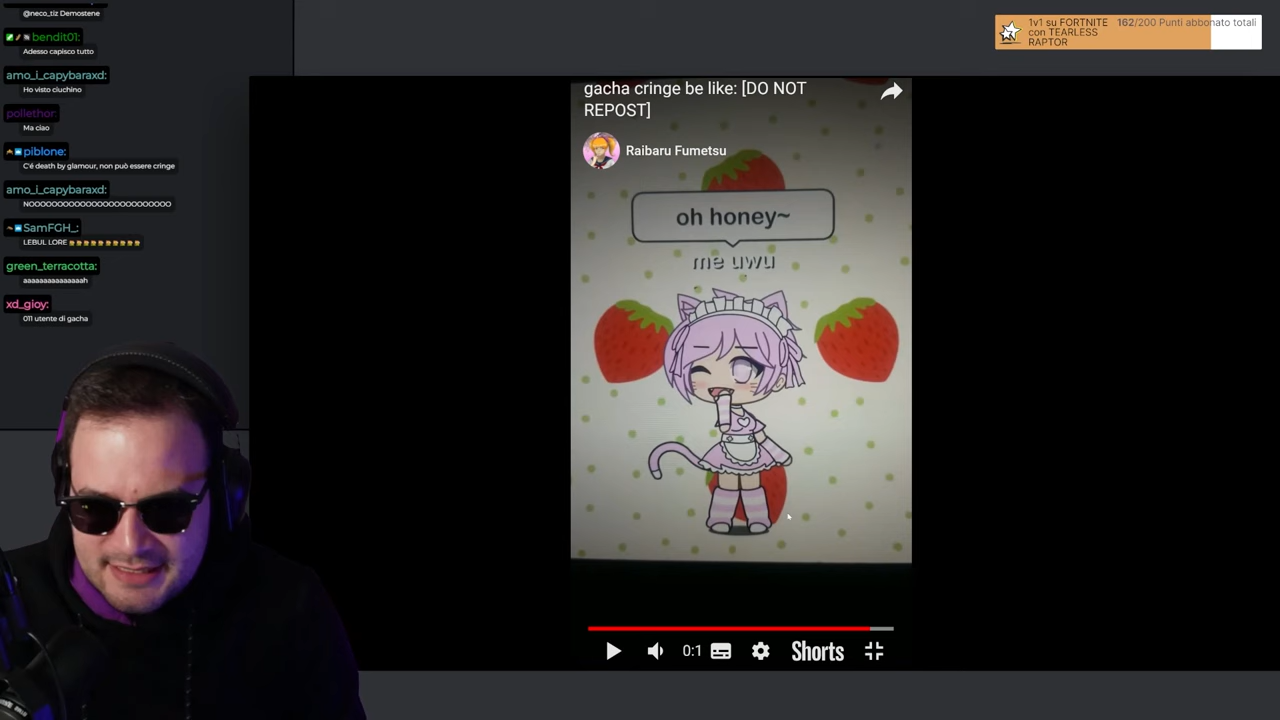 @neco_tiz Demostene
bendit01:
Adesso capisco tutto
amo_i_capybaraxd:
Ho visto ciuchino
pollethor:
Ma ciao
piblone:
C'é death by glamour, non può essere cringe
amo_i_capybaraxd:
NOOOOOOOOOOOOOOOOOOOOOOOOO
SamFGH_:
LEBUL LORE
green_terracotta:
aaaaaaaaaaaaaaah
xd_gioy:
011 utente di gacha
1v1 su FORTNITE
con TEARLESS
RAPTOR
162/200 Punti abbonato totali
gacha cringe be like: [DO NOT
REPOST]
Raibaru Fumetsu
oh honey~
me uwu
0:1
Shorts